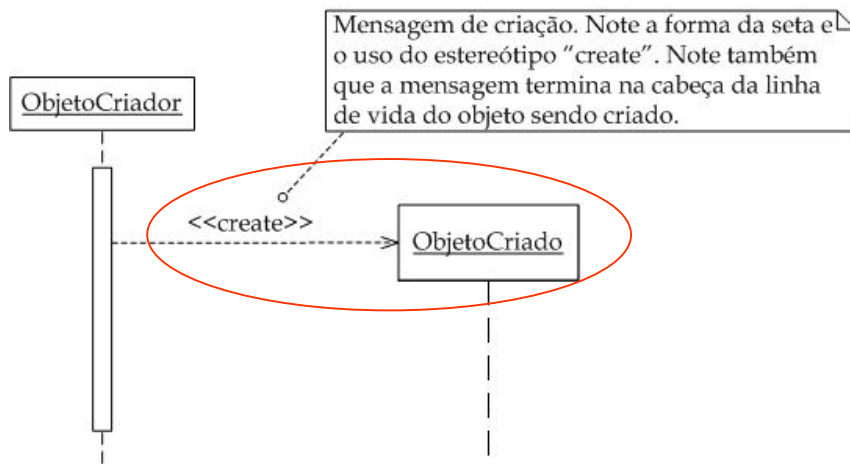 Mensagem de criação. Note a forma da seta e
o uso do estereótipo “create”. Note também
que a mensagem termina na cabeça da linha
de vida do objeto sendo criado.
ObjetoCriador
<<create>>
ObjetoCriado